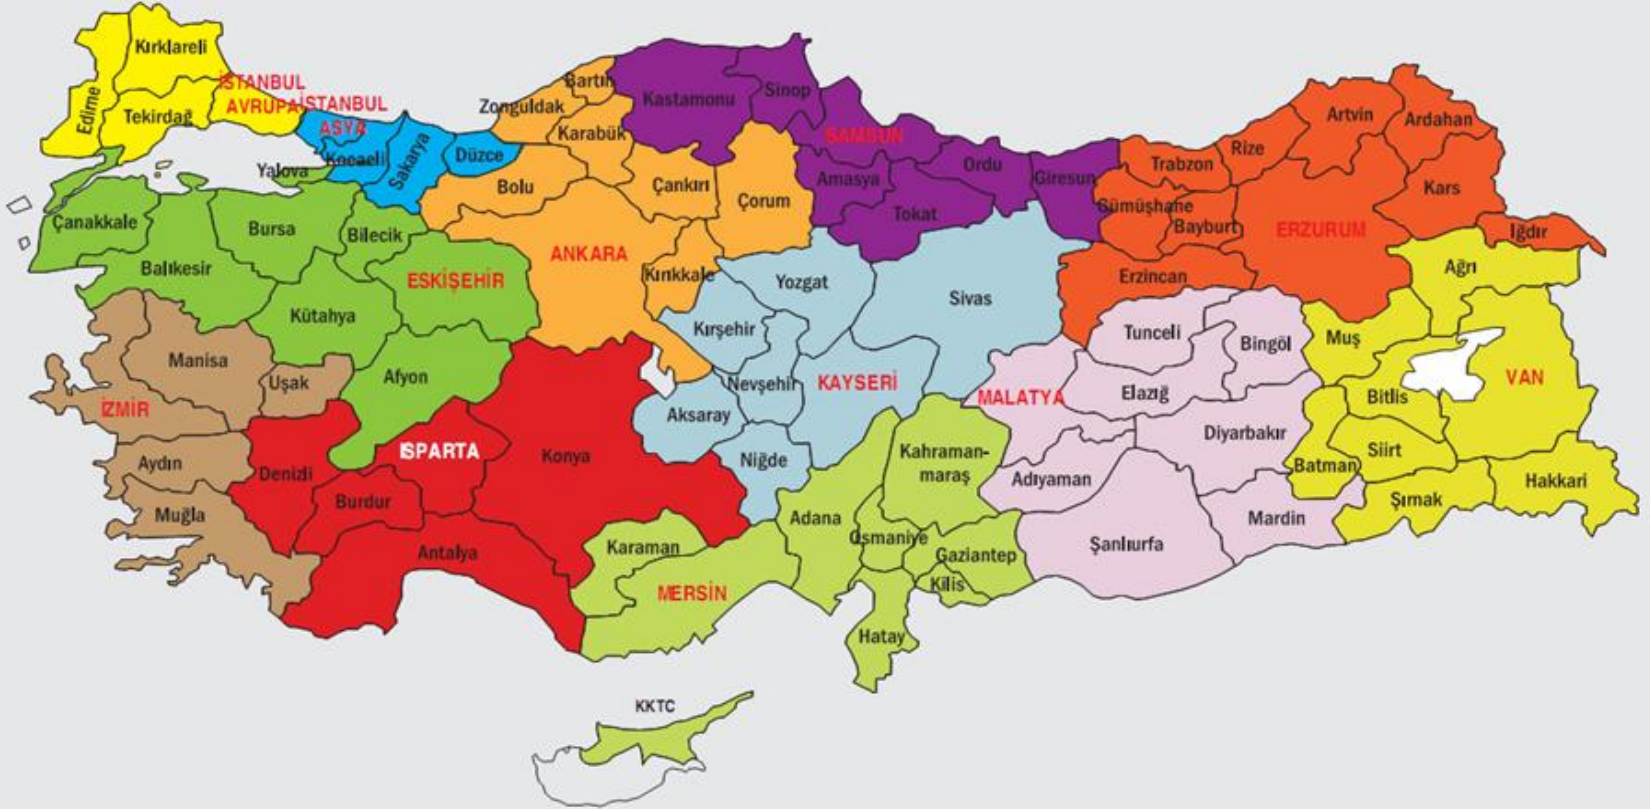 Kırklareli
Edirne
Tekirdağ
İSTANBUL
AVRUPA
İSTANBUL
ASYA
Kocaeli
Sakarya
Düzce
Yalova
Zonguldak
Bartın
Karabük
Bolu
Kastamonu
Sinop
SAMSUN
Çankırı
Çorum
Amasya
Tokat
Ordu
Giresun
Trabzon
Rize
Artvin
Ardahan
Kars
Gümüşhane
Bayburt
ERZURUM
Iğdır
Erzincan
Ağrı
Çanakkale
Bursa
Bilecik
Balıkesir
ESKİŞEHİR
Kütahya
Afyon
ANKARA
Kırıkkale
Yozgat
Sivas
Kırşehir
Nevşehir
KAYSERİ
Aksaray
Niğde
Manisa
Uşak
İZMİR
Aydın
Muğla
Denizli
ISPARTA
Burdur
Antalya
Konya
Karaman
MERSİN
Adana
Osmaniye
Kahraman-
maraş
Gaziantep
Kilis
Hatay
MALATYA
Tunceli
Bingöl
Elazığ
Diyarbakır
Adıyaman
Şanlıurfa
Mardin
Muş
Bitlis
VAN
Batman
Siirt
Şırnak
Hakkari
KKTC